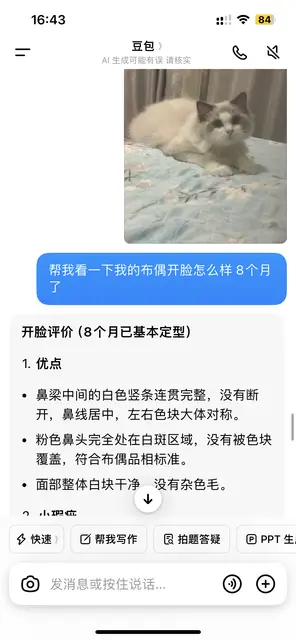 16:43
84
豆包
AI 生成可能有误 请核实
帮我看一下我的布偶开脸怎么样 8个月
了
开脸评价(8个月已基本定型)
1. 优点
• 鼻梁中间的白色竖条连贯完整,没有断
开,鼻线居中,左右色块大体对称。
• 粉色鼻头完全处在白斑区域,没有被色块
覆盖,符合布偶品相标准。
• 面部整体白块干净,没有杂色毛。
2. 小瑕疵
快速
帮我写作
拍题答疑
PPT 生
发消息或按住说话...